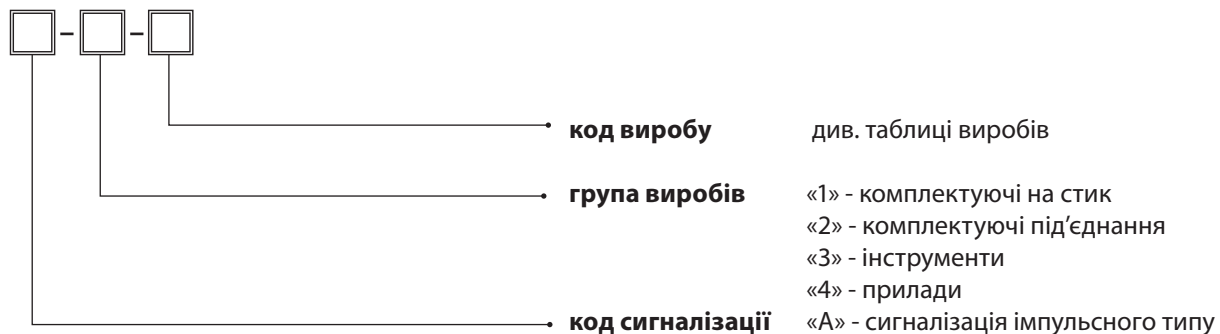 код виробу див. таблиці виробів
група виробів «1» - комплектуючі на стик
«2» - комплектуючі під’єднання
«3» - інструменти
«4» - прилади
код сигналізації «А» - сигналізація імпульсного типу